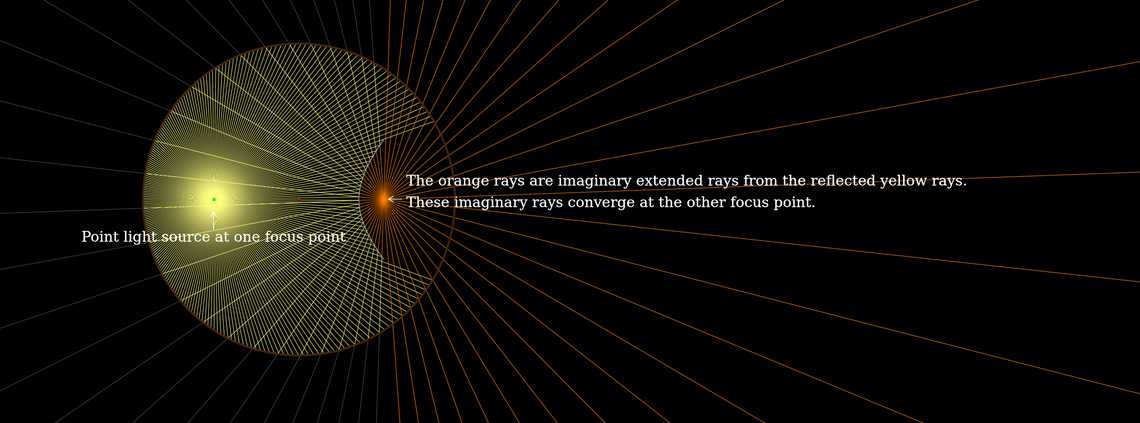 The orange rays are imaginary extended rays from the reflected yellow rays.
These imaginary rays converge at the other focus point.
Point light source at one focus point